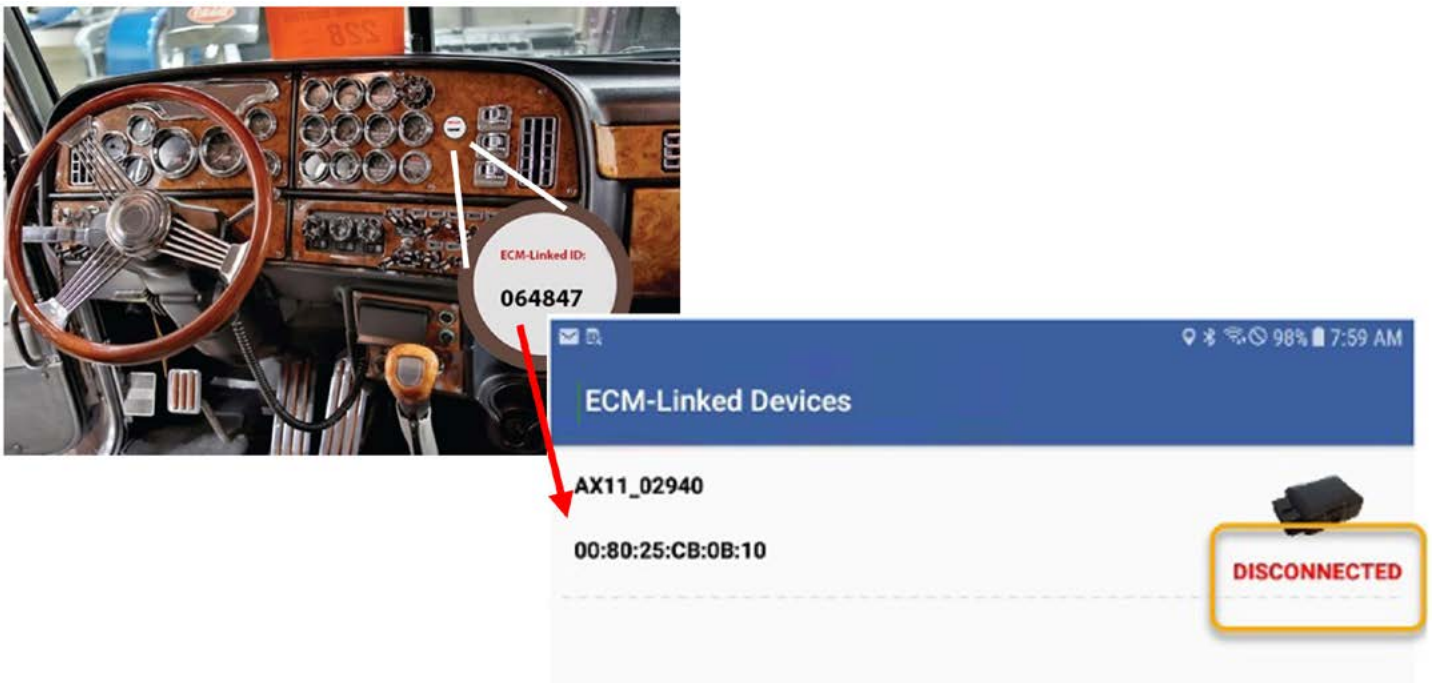 228
ECM-Linked ID:
064847
98% 7:59 AM
ECM-Linked Devices
AX11_02940
00:80:25:CB:0B:10
DISCONNECTED